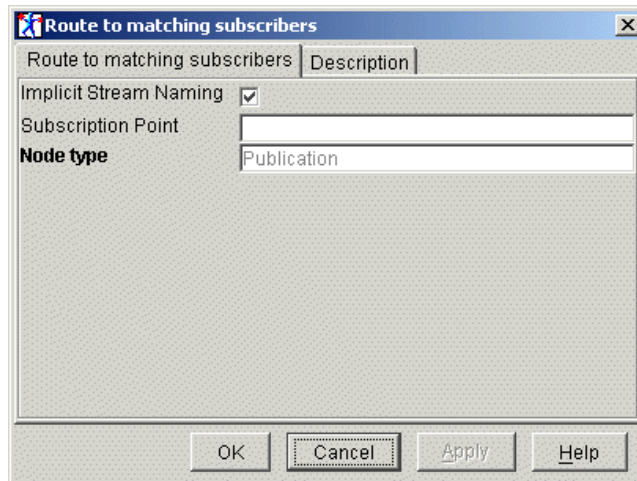 Route to matching subscribers
Route to matching subscribers Description
Implicit Stream Naming
Subscription Point
Node type Publication
OK Cancel Apply Help